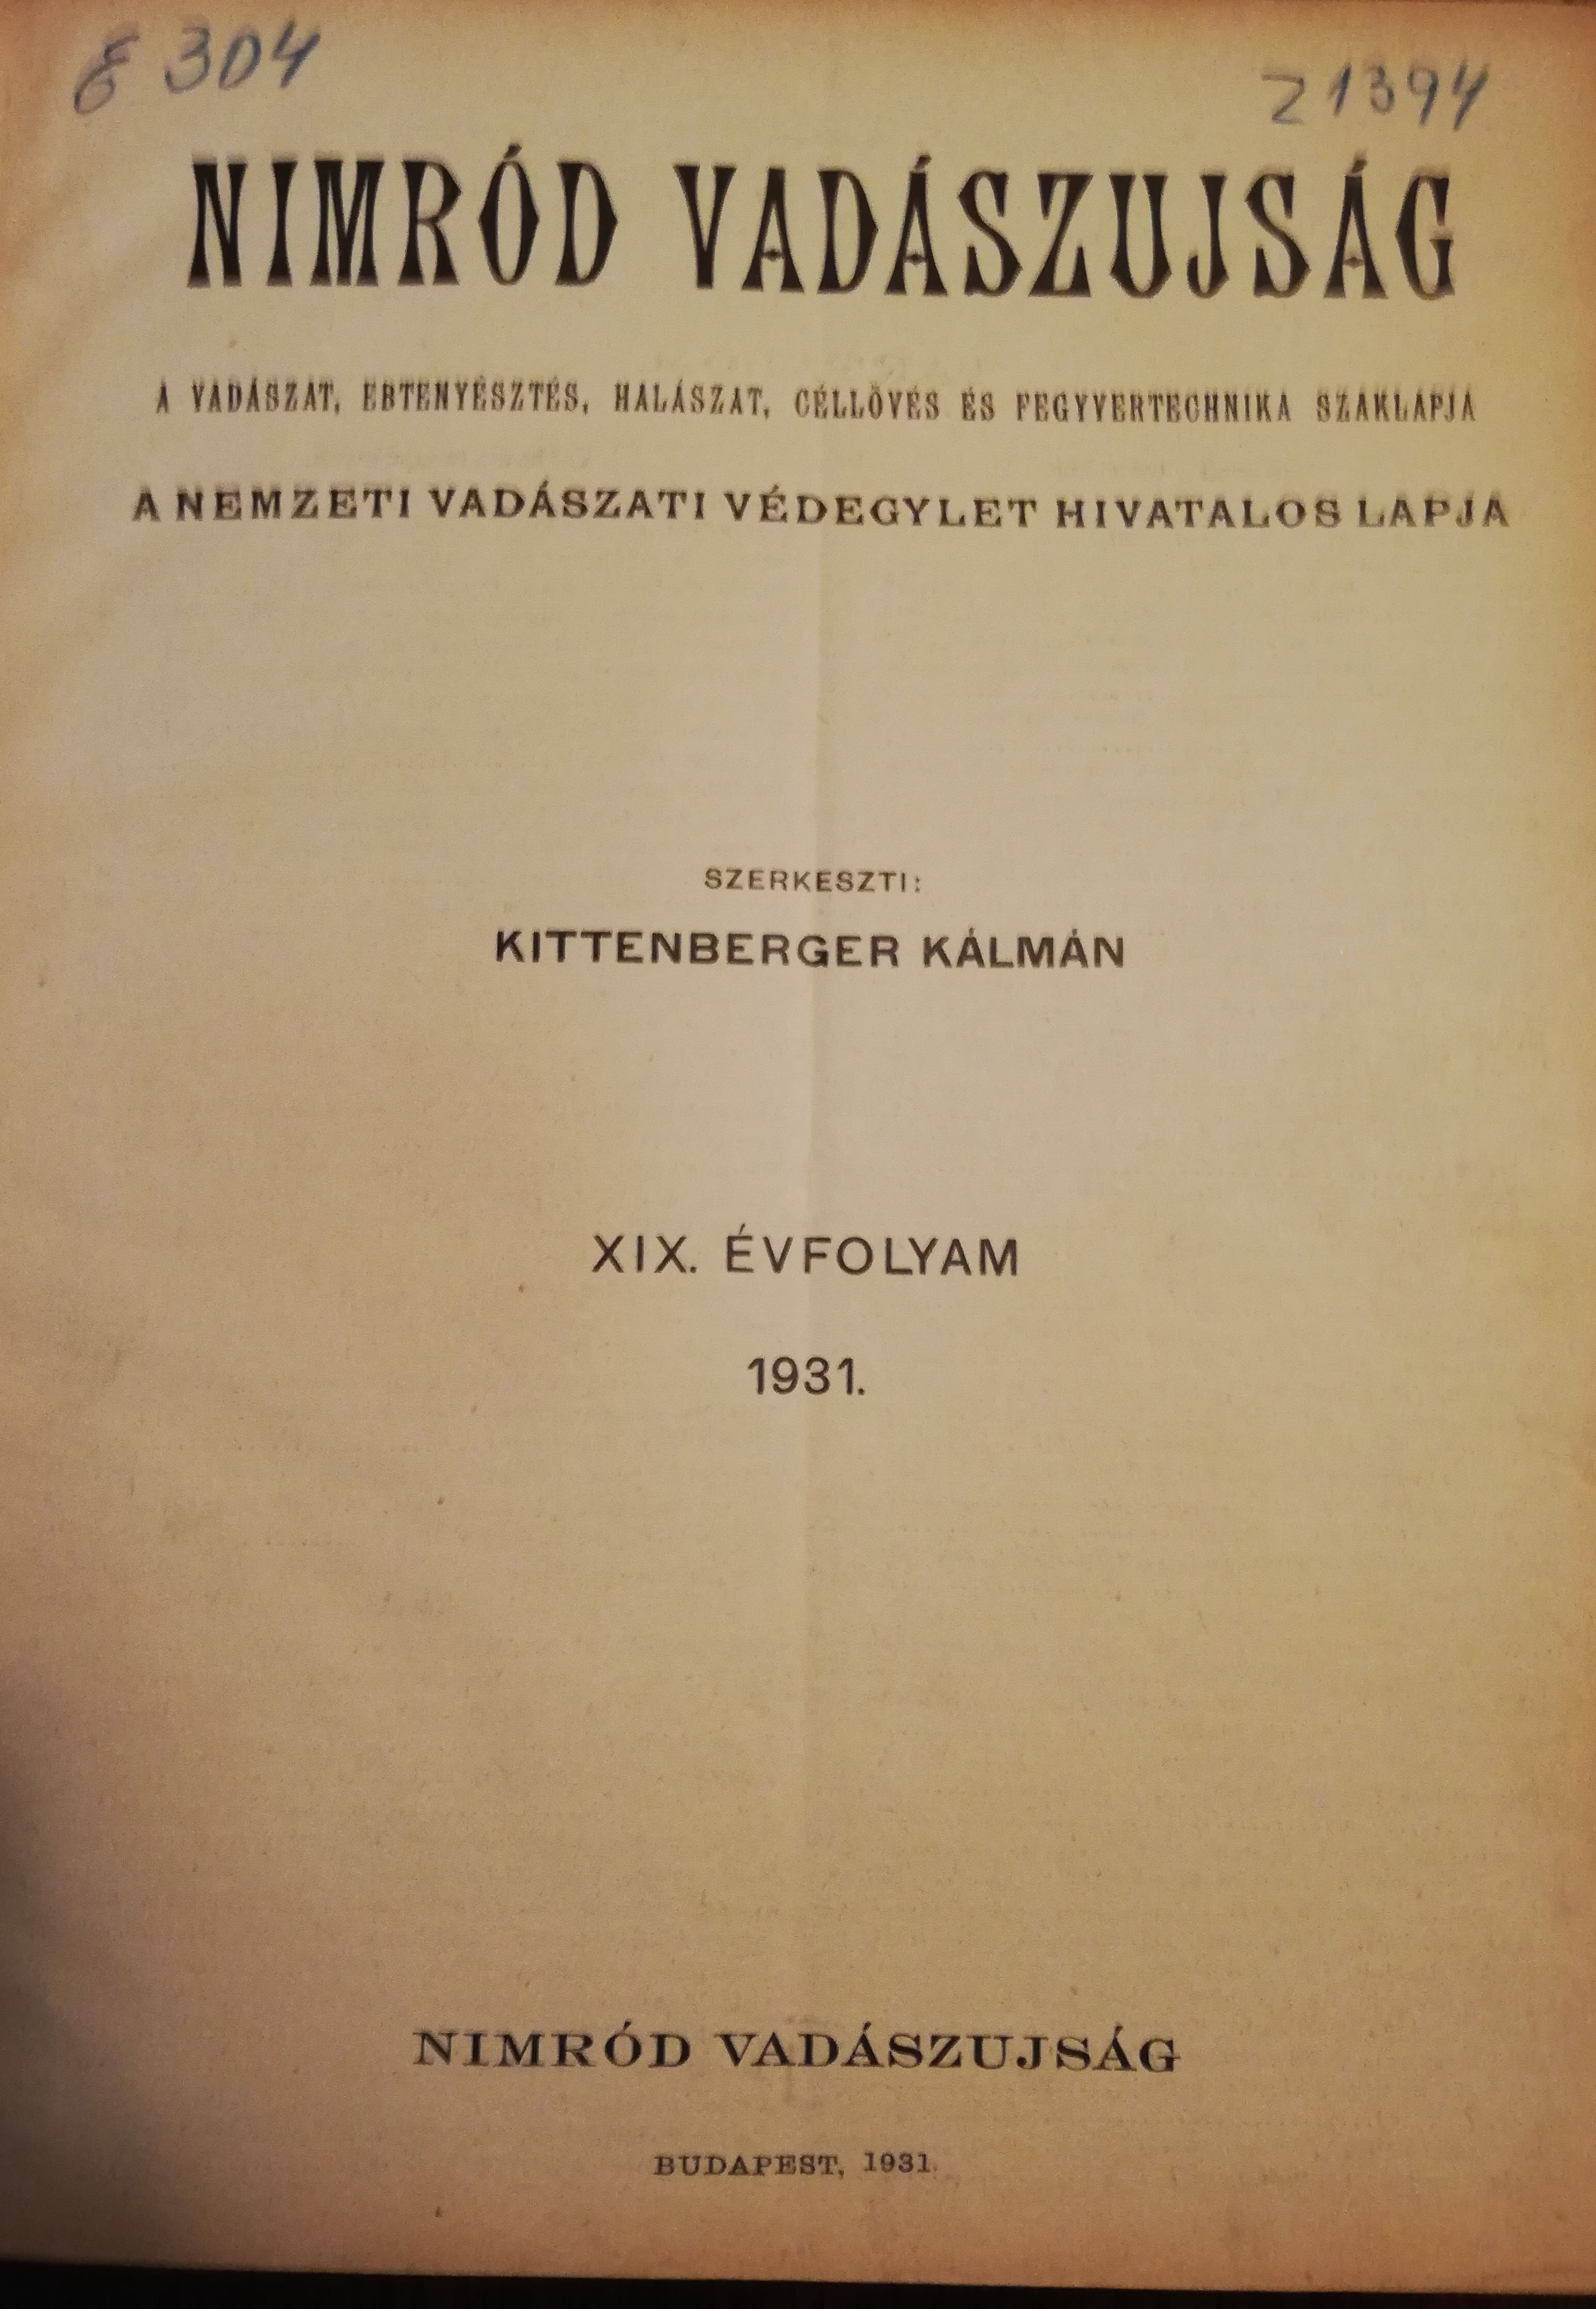 E 304
Z 1394
NIMRÓD VADÁSZUJSÁG
A VADÁSZAT, EBTENYÉSZTÉS, HALÁSZAT, CÉLLÖVÉS ÉS FEGYVERTECHNIKA SZAKLAPJA
A NEMZETI VADÁSZATI VÉDEGYLET HIVATALOS LAPJA
SZERKESZTI:
KITTENBERGER KÁLMÁN
XIX. ÉVFOLYAM
1931.
NIMRÓD VADÁSZUJSÁG
BUDAPEST, 1931.